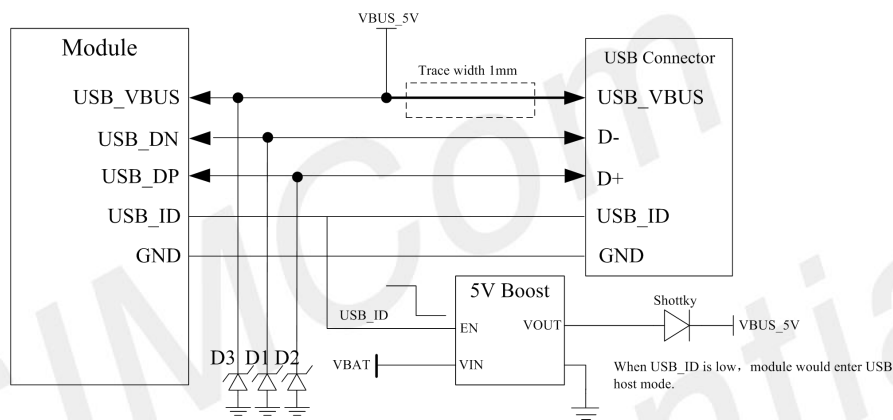 VBUS_5V
Module
USB Connector
Trace width 1mm
USB_VBUS
USB_VBUS
USB_DN
D-
USB_DP
D+
USB_ID
USB_ID
GND
GND
5V Boost
Shottky
USB_ID
EN
VOUT
VBUS_5V
D3 D1 D2
VBAT
VIN
When USB_ID is low，module would enter USB
host mode.